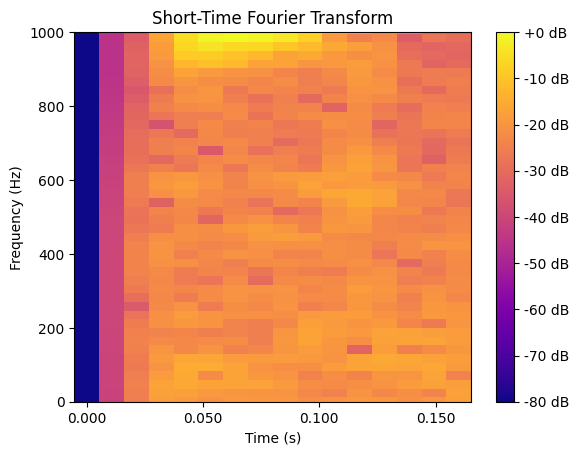 Short-Time Fourier Transform
1000
800
600
400
200
0
Frequency (Hz)
0.000
0.050
0.100
0.150
Time (s)
+0 dB
-10 dB
-20 dB
-30 dB
-40 dB
-50 dB
-60 dB
-70 dB
-80 dB